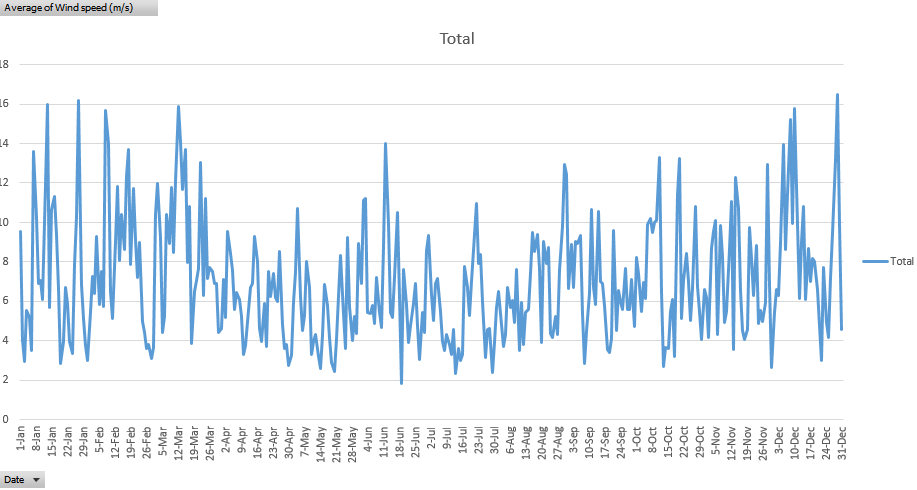 Average of Wind speed (m/s)
Total
18
16
14
12
10
8
6
4
2
0
Total
1-Jan
8-Jan
15-Jan
22-Jan
29-Jan
5-Feb
12-Feb
19-Feb
26-Feb
5-Mar
12-Mar
19-Mar
26-Mar
2-Apr
9-Apr
16-Apr
23-Apr
30-Apr
7-May
14-May
21-May
28-May
4-Jun
11-Jun
18-Jun
25-Jun
2-Jul
9-Jul
16-Jul
23-Jul
30-Jul
6-Aug
13-Aug
20-Aug
27-Aug
3-Sep
10-Sep
17-Sep
24-Sep
1-Oct
8-Oct
15-Oct
22-Oct
29-Oct
5-Nov
12-Nov
19-Nov
26-Nov
3-Dec
10-Dec
17-Dec
24-Dec
31-Dec
Date